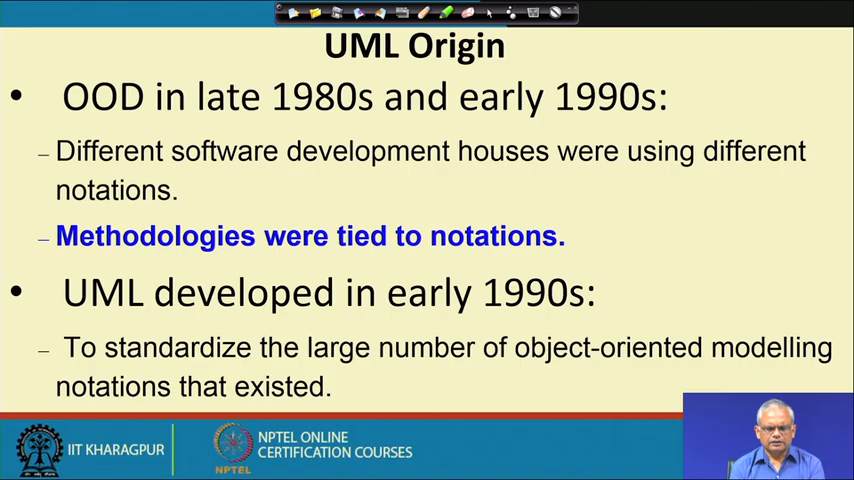 UML Origin
• OOD in late 1980s and early 1990s:
– Different software development houses were using different
notations.
– Methodologies were tied to notations.
• UML developed in early 1990s:
– To standardize the large number of object-oriented modelling
notations that existed.
IIT KHARAGPUR
NPTEL
NPTEL ONLINE
CERTIFICATION COURSES